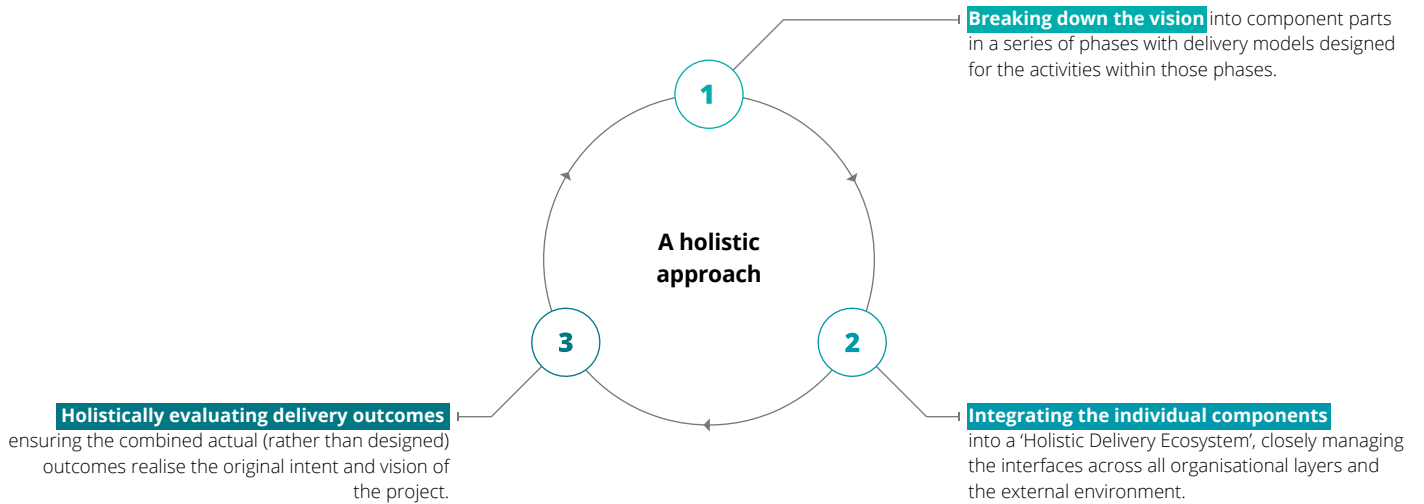 1
Breaking down the vision into component parts
in a series of phases with delivery models designed
for the activities within those phases.
A holistic
approach
2
Integrating the individual components
into a ‘Holistic Delivery Ecosystem’, closely managing
the interfaces across all organisational layers and
the external environment.
3
Holistically evaluating delivery outcomes
ensuring the combined actual (rather than designed)
outcomes realise the original intent and vision of
the project.